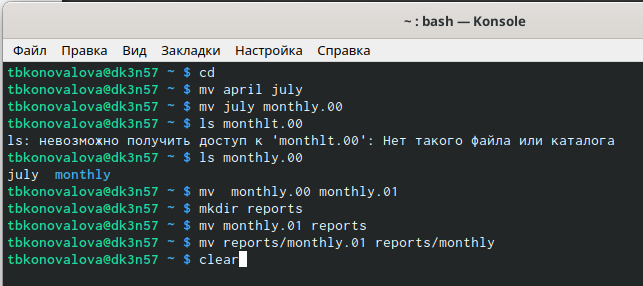 ~ : bash — Konsole
Файл Правка Вид Закладки Настройка Справка
tbkonovalova@dk3n57 ~ $ cd
tbkonovalova@dk3n57 ~ $ mv april july
tbkonovalova@dk3n57 ~ $ mv july monthly.00
tbkonovalova@dk3n57 ~ $ ls monthlt.00
ls: невозможно получить доступ к 'monthlt.00': Нет такого файла или каталога
tbkonovalova@dk3n57 ~ $ ls monthly.00
july  monthly
tbkonovalova@dk3n57 ~ $ mv  monthly.00 monthly.01
tbkonovalova@dk3n57 ~ $ mkdir reports
tbkonovalova@dk3n57 ~ $ mv monthly.01 reports
tbkonovalova@dk3n57 ~ $ mv reports/monthly.01 reports/monthly
tbkonovalova@dk3n57 ~ $ clear